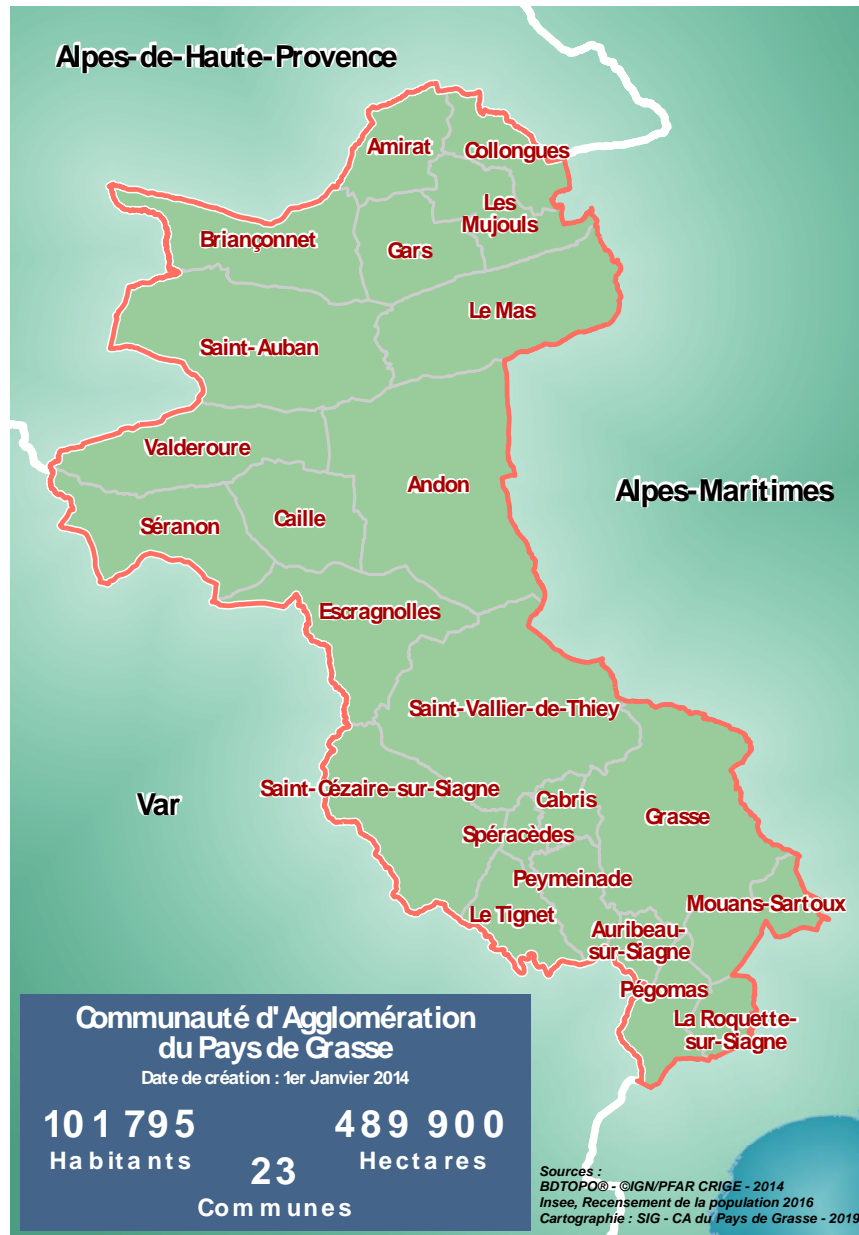 Alpes-de-Haute-Provence
Amirat
Collongues
Les
Mujouls
Briançonnet
Gars
Le Mas
Saint-Auban
Valderoure
Andon
Alpes-Maritimes
Séranon
Caille
Escragnolles
Saint-Vallier-de-Thiey
Saint-Cézaire-sur-Siagne
Var
Cabris
Grasse
Spéracèdes
Peymeinade
Mouans-Sartoux
Le Tignet
Auribeau-
sur-Siagne
Pégomas
La Roquette-
sur-Siagne
Communauté d'Agglomération
du Pays de Grasse
Date de création : 1er Janvier 2014
101 795
Habitants
489 900
Hectares
23
Communes
Sources :
BDTOPO® - ©IGN/PFAR CRIGE - 2014
Insee, Recensement de la population 2016
Cartographie : SIG - CA du Pays de Grasse - 2019